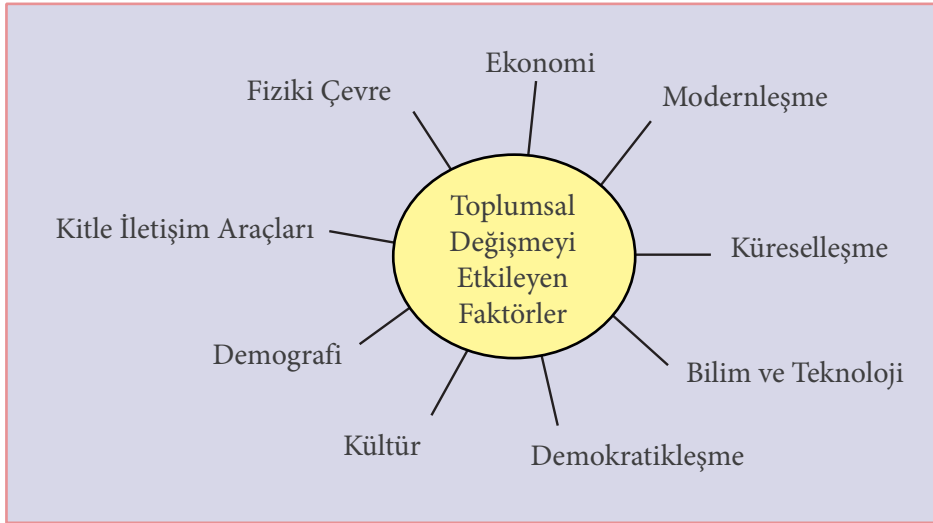 Ekonomi
Fiziki Çevre
Modernleşme
Toplumsal
Değişmeyi
Etkileyen
Faktörler
Kitle İletişim Araçları
Küreselleşme
Demografi
Bilim ve Teknoloji
Kültür
Demokratikleşme